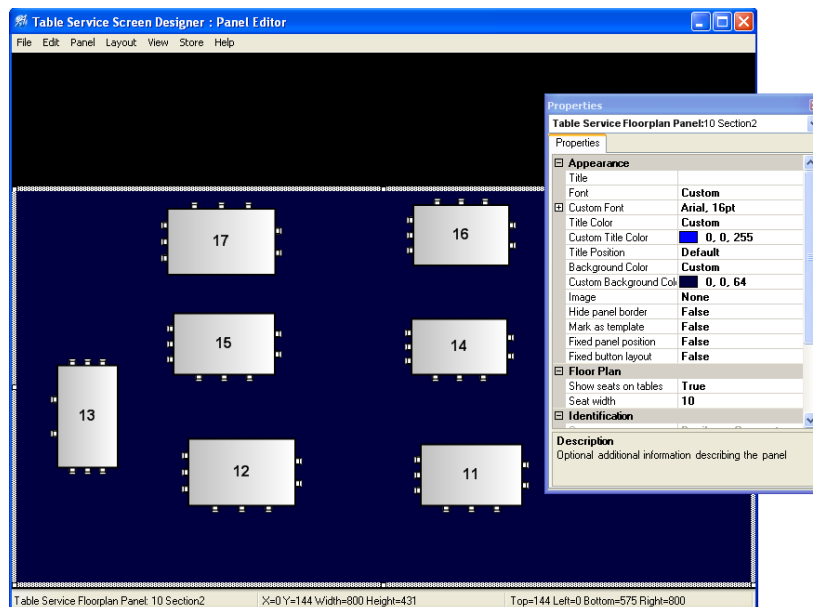 Table Service Screen Designer : Panel Editor
File Edit Panel Layout View Store Help
Properties
Table Service Floorplan Panel:10 Section2
Properties
Appearance
Title
Font Custom
Custom Font Arial, 16pt
Title Color Custom
Custom Title Color 0, 0, 255
Title Position Default
Background Color Custom
Custom Background Col 0, 0, 64
Image None
Hide panel border False
Mark as template False
Fixed panel position False
Fixed button layout False
Floor Plan
Show seats on tables True
Seat width 10
Identification
Description
Optional additional information describing the panel
17
16
15
14
13
12
11
Table Service Floorplan Panel: 10 Section2 X=0 Y=144 Width=800 Height=431 Top=144 Left=0 Bottom=575 Right=800